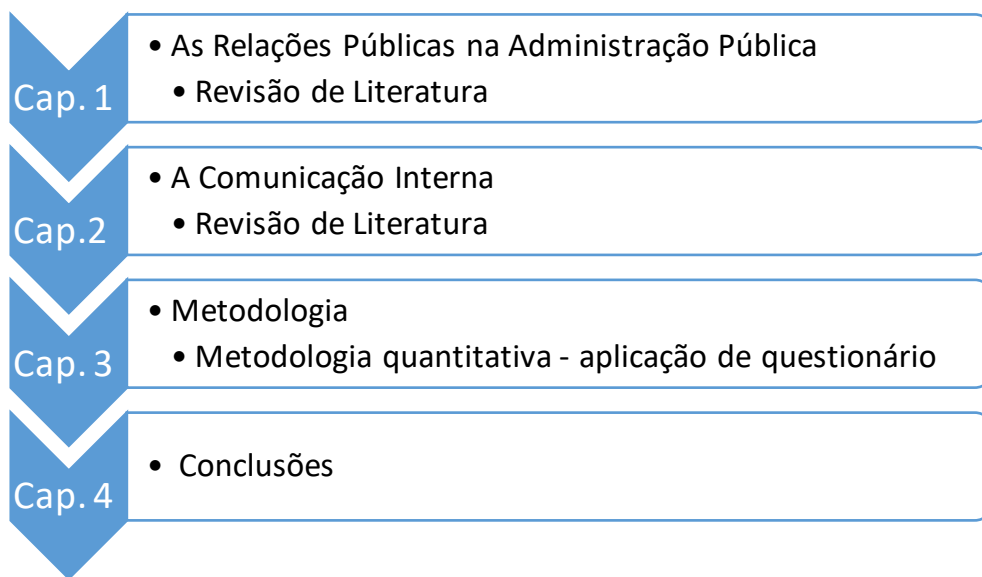 Cap. 1
• As Relações Públicas na Administração Pública
• Revisão de Literatura
Cap.2
• A Comunicação Interna
• Revisão de Literatura
Cap. 3
• Metodologia
• Metodologia quantitativa - aplicação de questionário
Cap. 4
• Conclusões